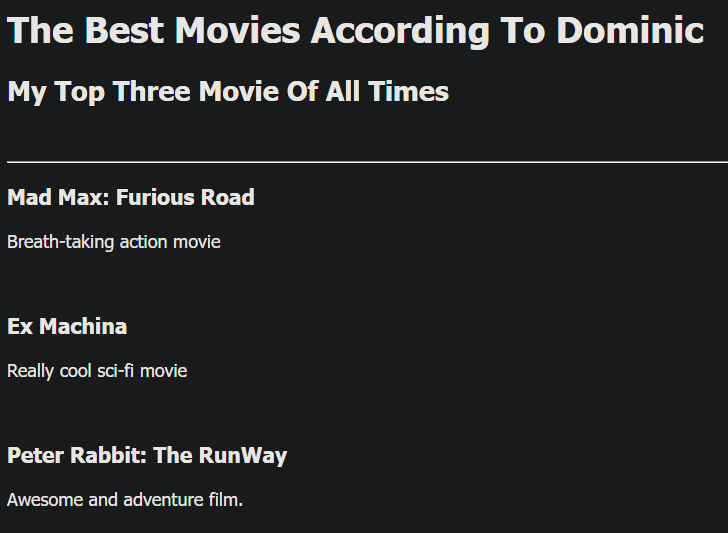 The Best Movies According To Dominic
My Top Three Movie Of All Times
Mad Max: Furious Road
Breath-taking action movie
Ex Machina
Really cool sci-fi movie
Peter Rabbit: The RunWay
Awesome and adventure film.